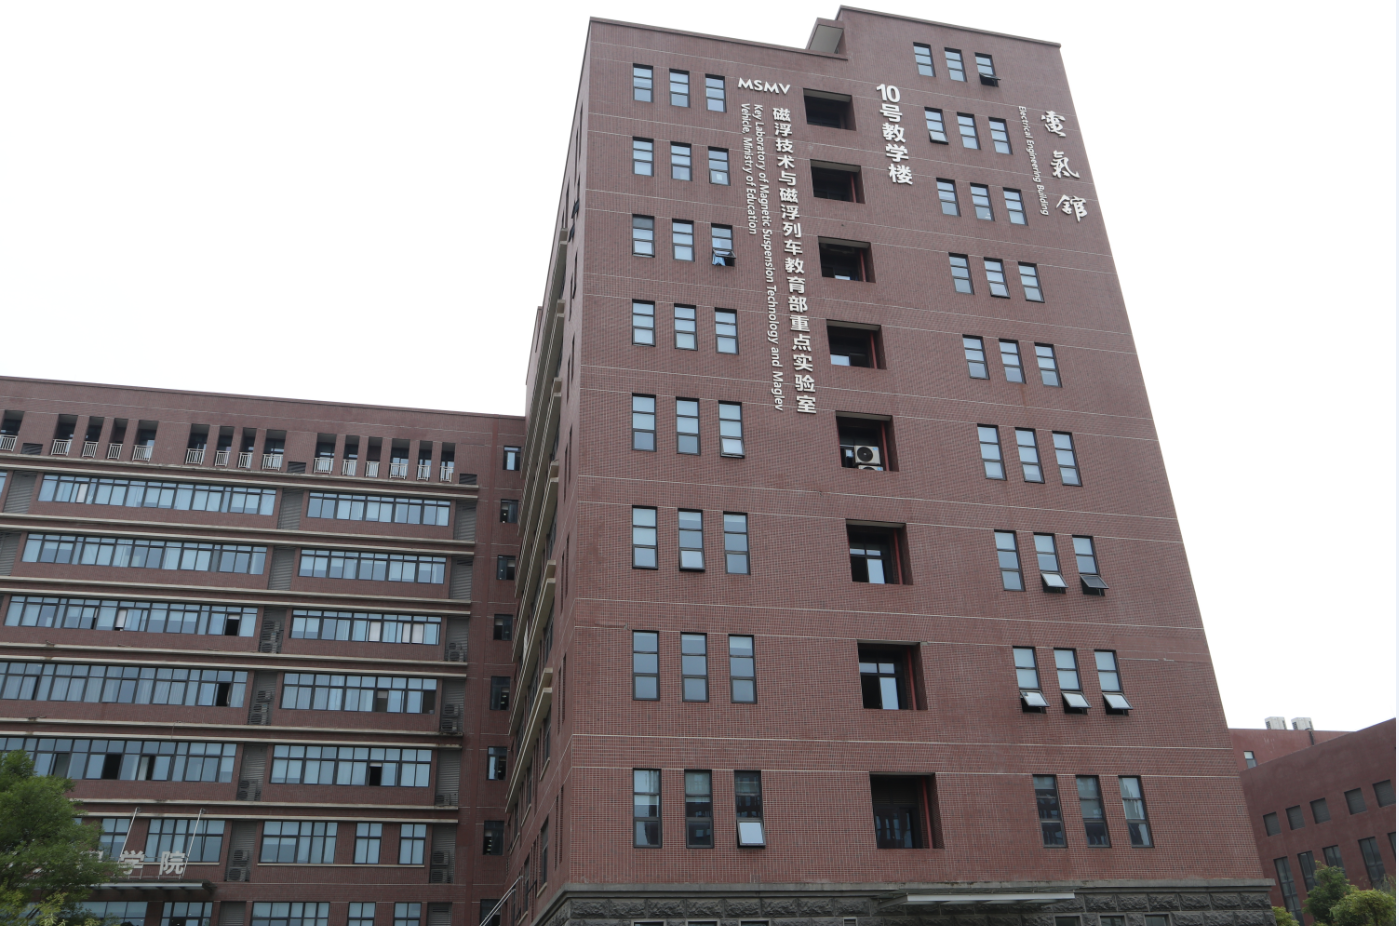 MSMV
磁浮技术与磁浮列车教育部重点实验室
Key Laboratory of Magnetic Suspension Technology and Maglev
Vehicle, Ministry of Education
10号教学楼
電氣館
Electrical Engineering Building
学院